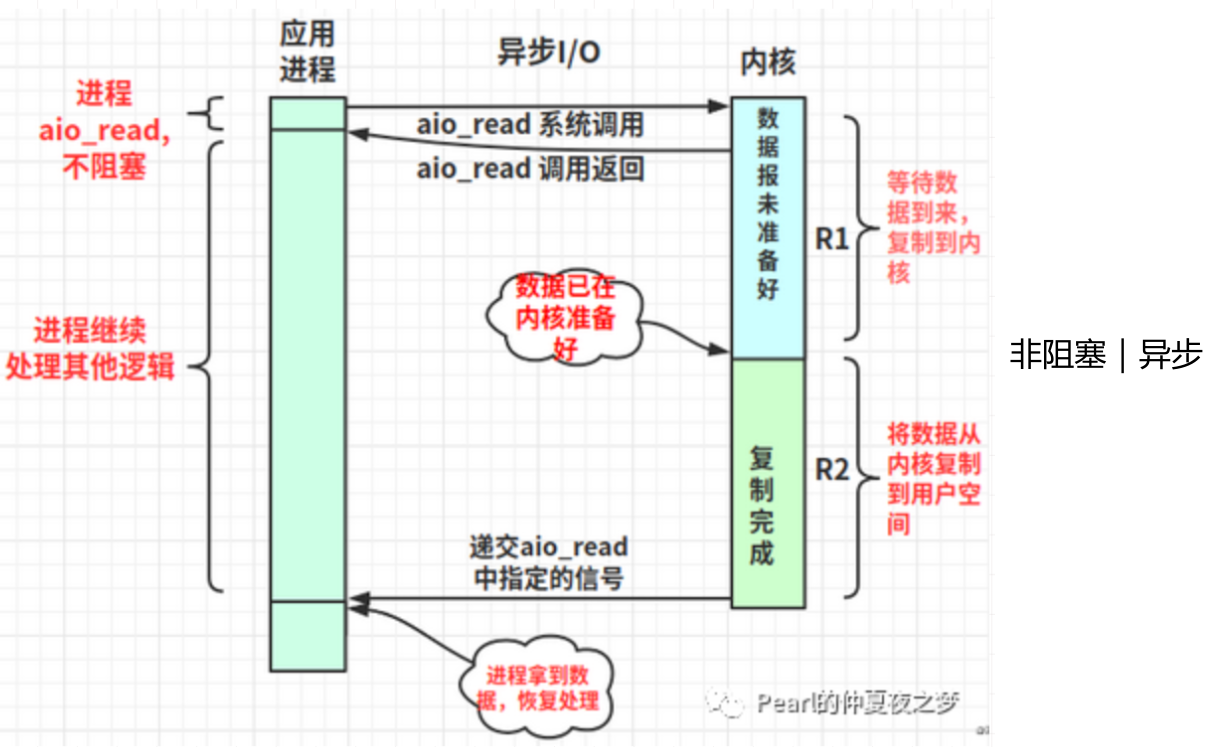 应用
进程
异步I/O
内核
进程
aio_read,
不阻塞
aio_read 系统调用
aio_read 调用返回
数
据
报
未
准
备
好
R1
等待数
据到来，
复制到内
核
数据已在
内核准备
好
进程继续
处理其他逻辑
非阻塞 | 异步
复
制
完
成
R2
将数据从
内核复制
到用户空
间
递交aio_read
中指定的信号
进程拿到数
据，恢复处理
Pearl的仲夏夜之梦